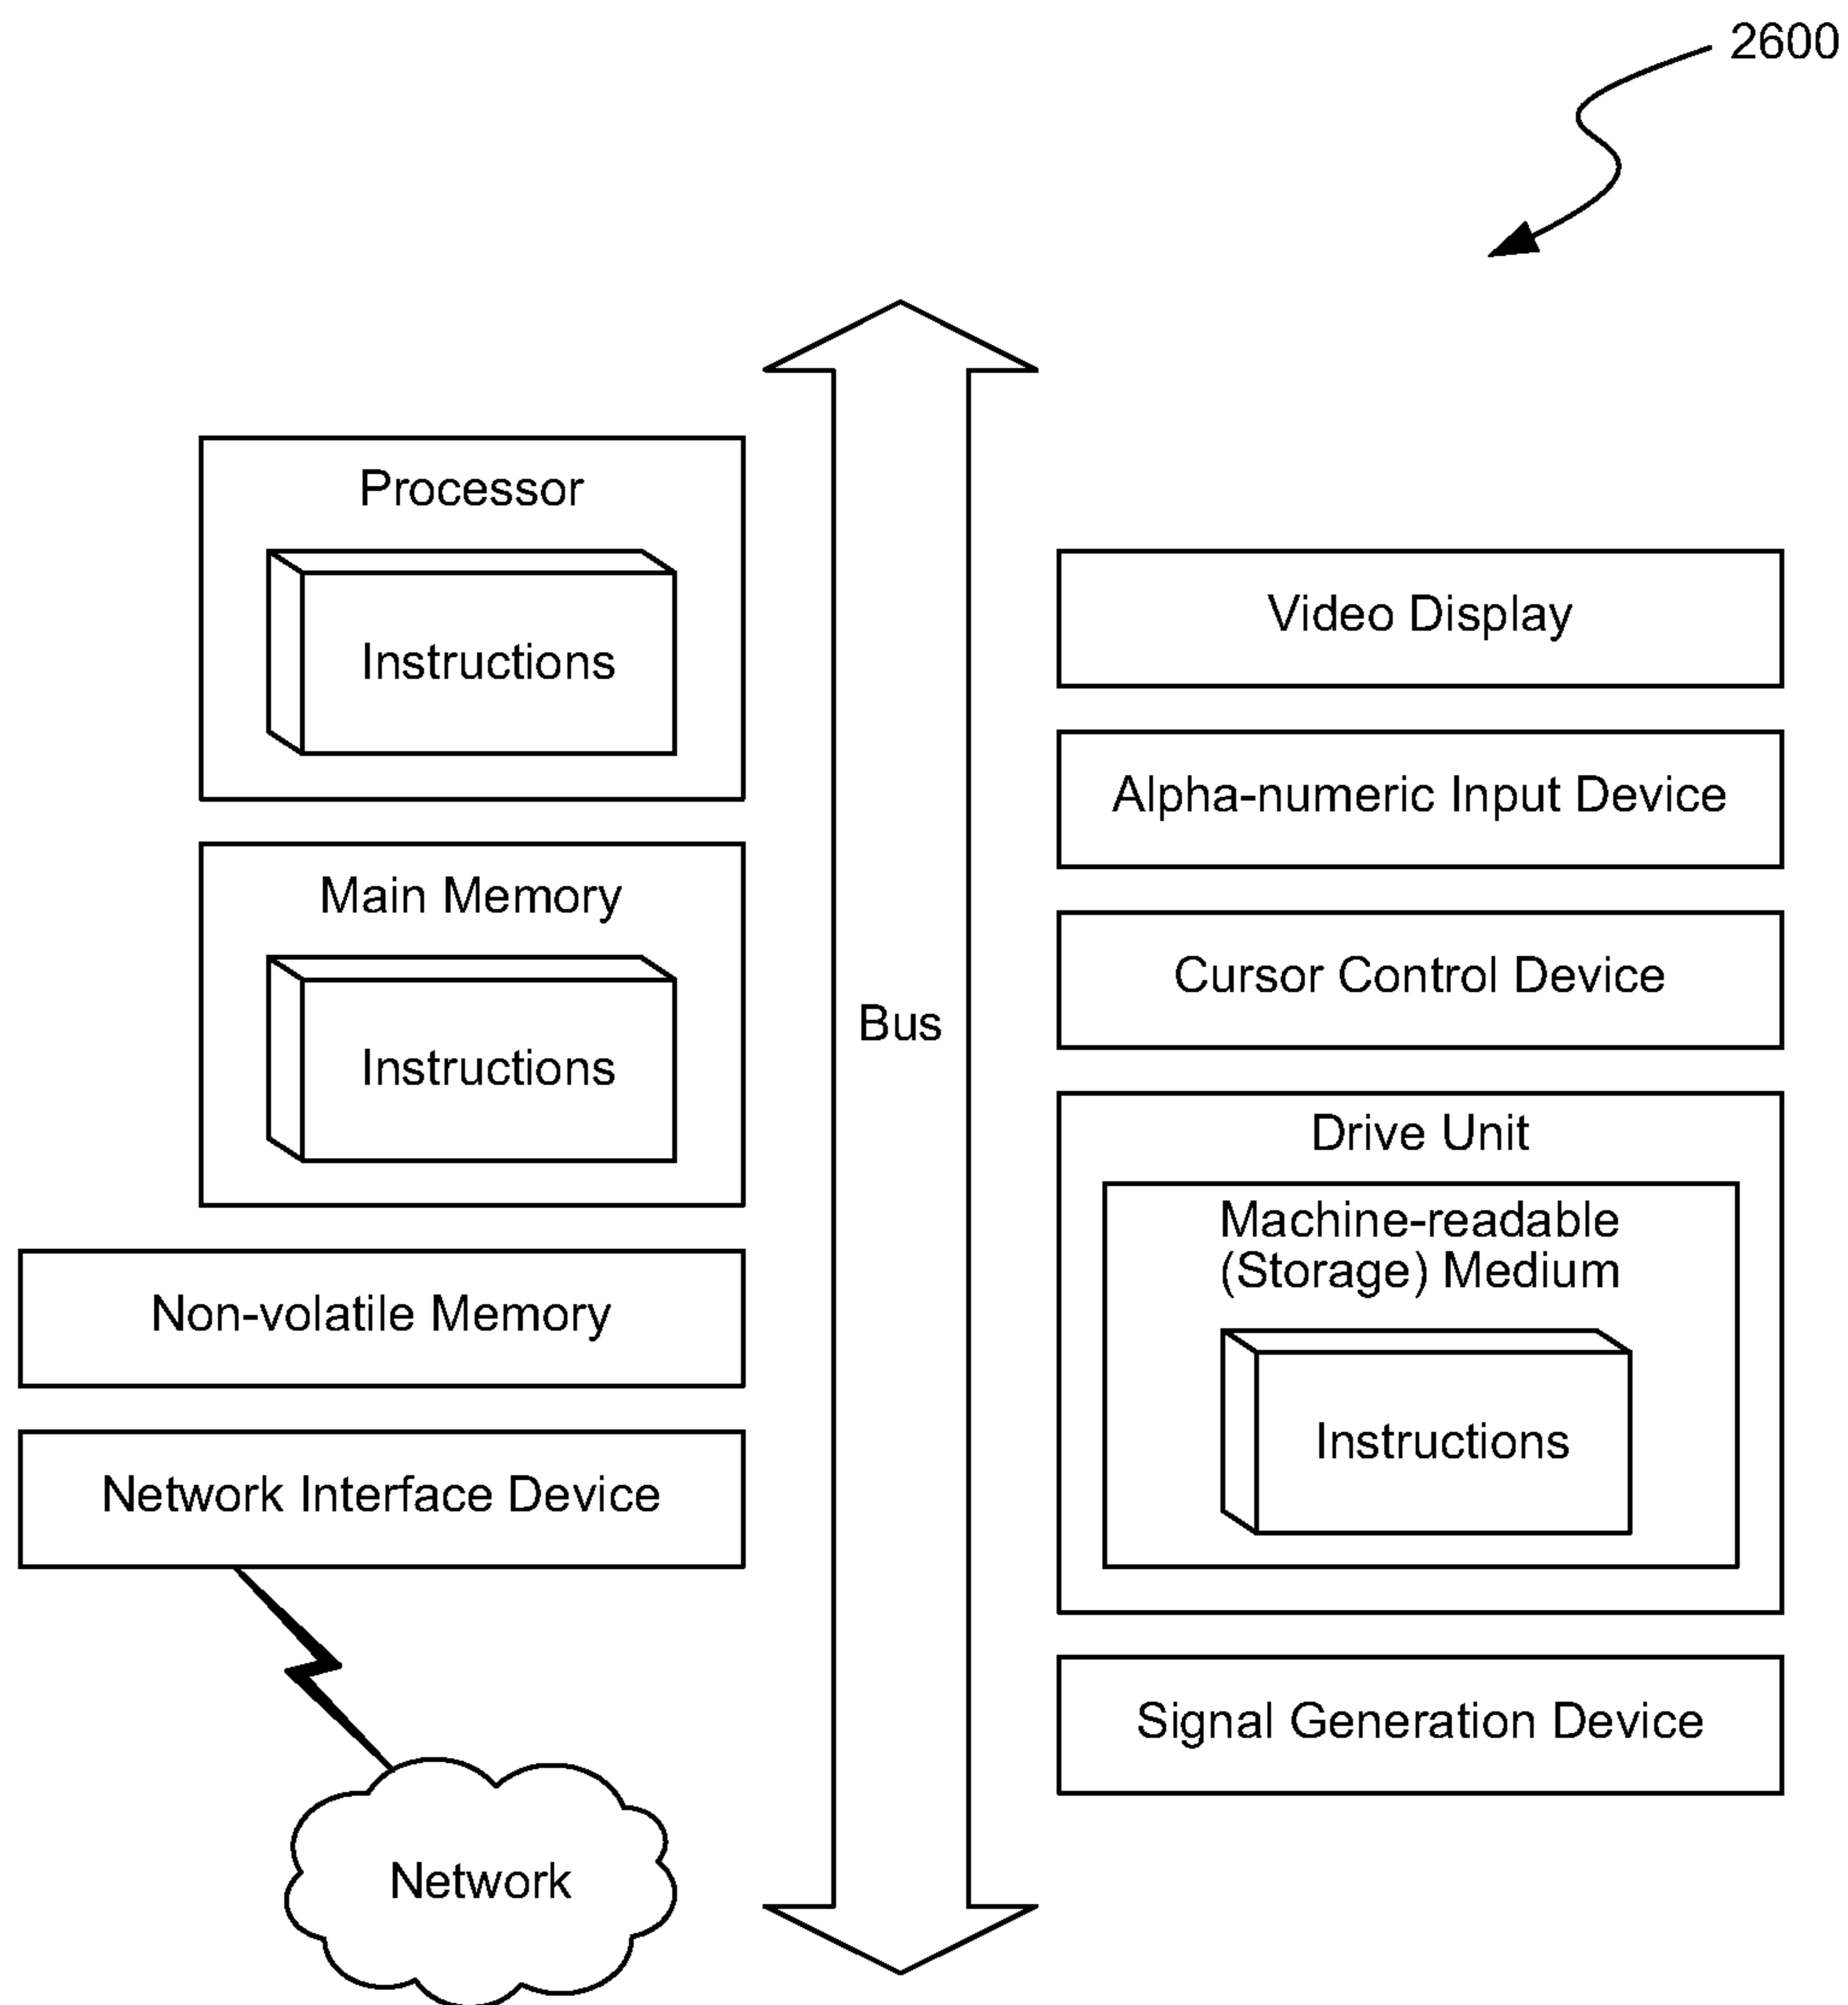 2600
Processor
Instructions
Main Memory
Instructions
Non-volatile Memory
Network Interface Device
Network
Bus
Video Display
Alpha-numeric Input Device
Cursor Control Device
Drive Unit
Machine-readable
(Storage) Medium
Instructions
Signal Generation Device